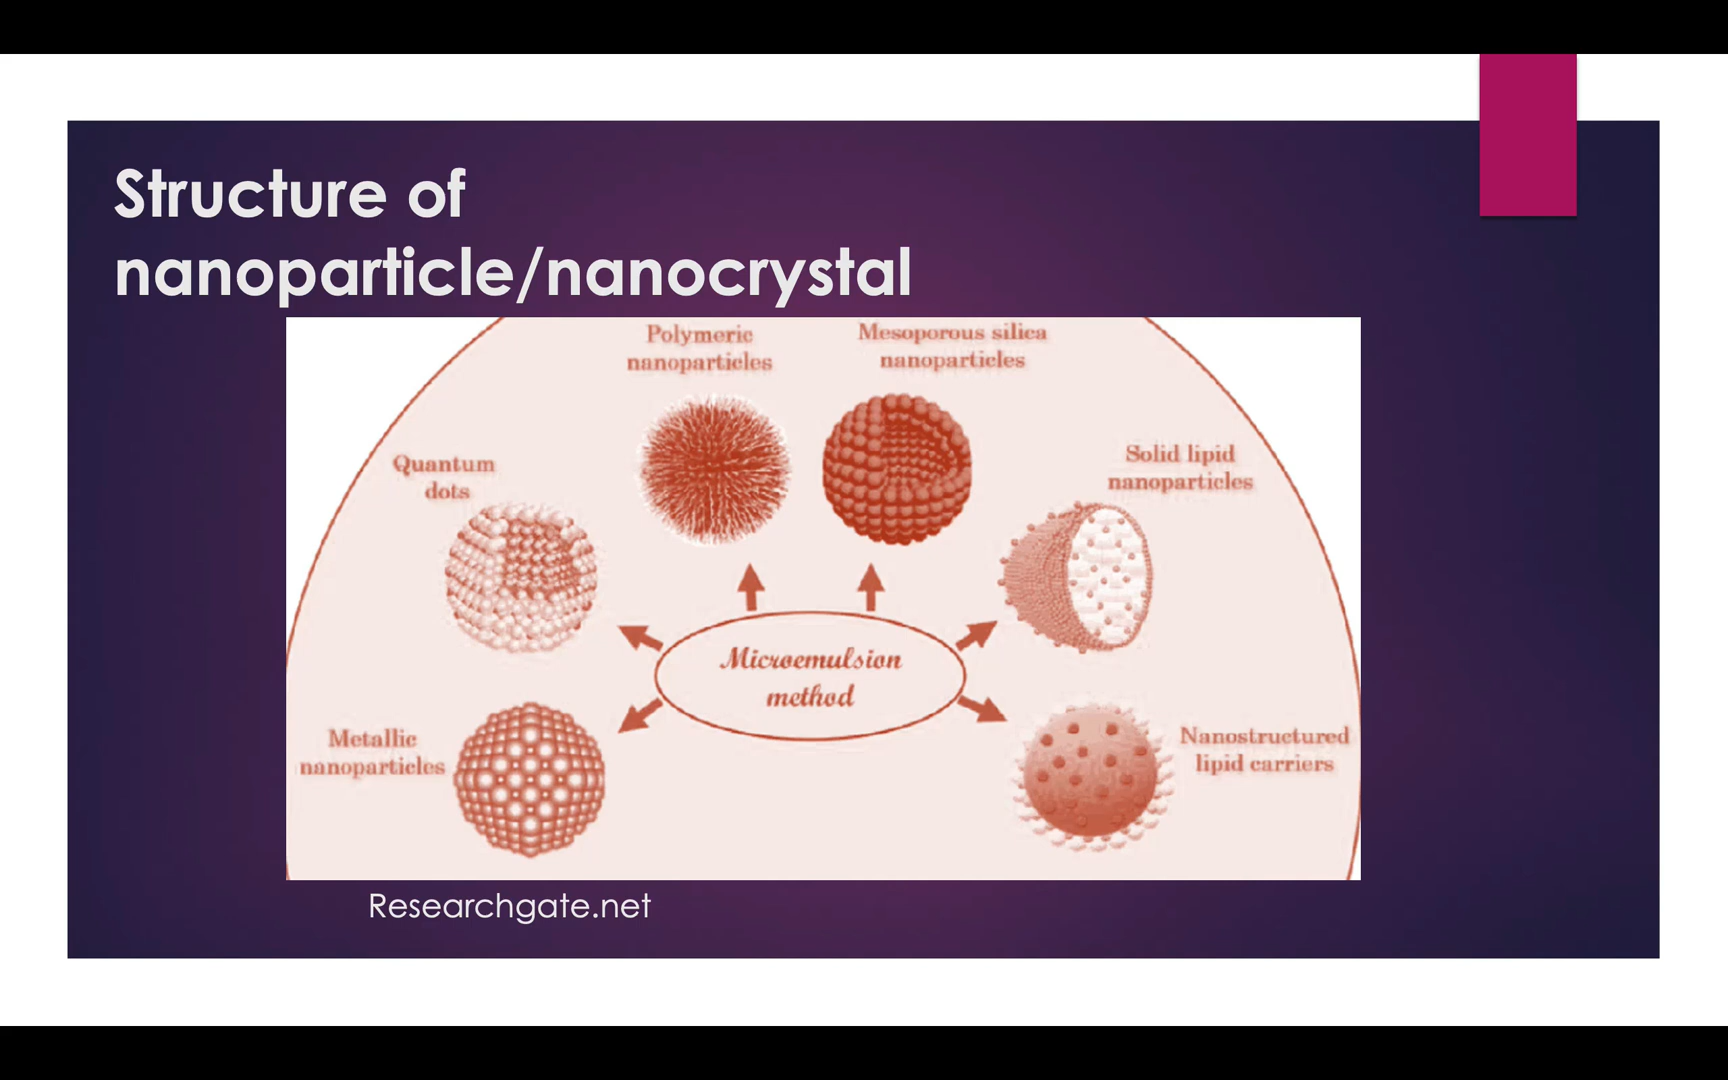 Structure of
nanoparticle/nanocrystal
Polymeric
nanoparticles
Mesoporous silica
nanoparticles
Quantum
dots
Solid lipid
nanoparticles
Microemulsion
method
Metallic
nanoparticles
Nanostructured
lipid carriers
Researchgate.net